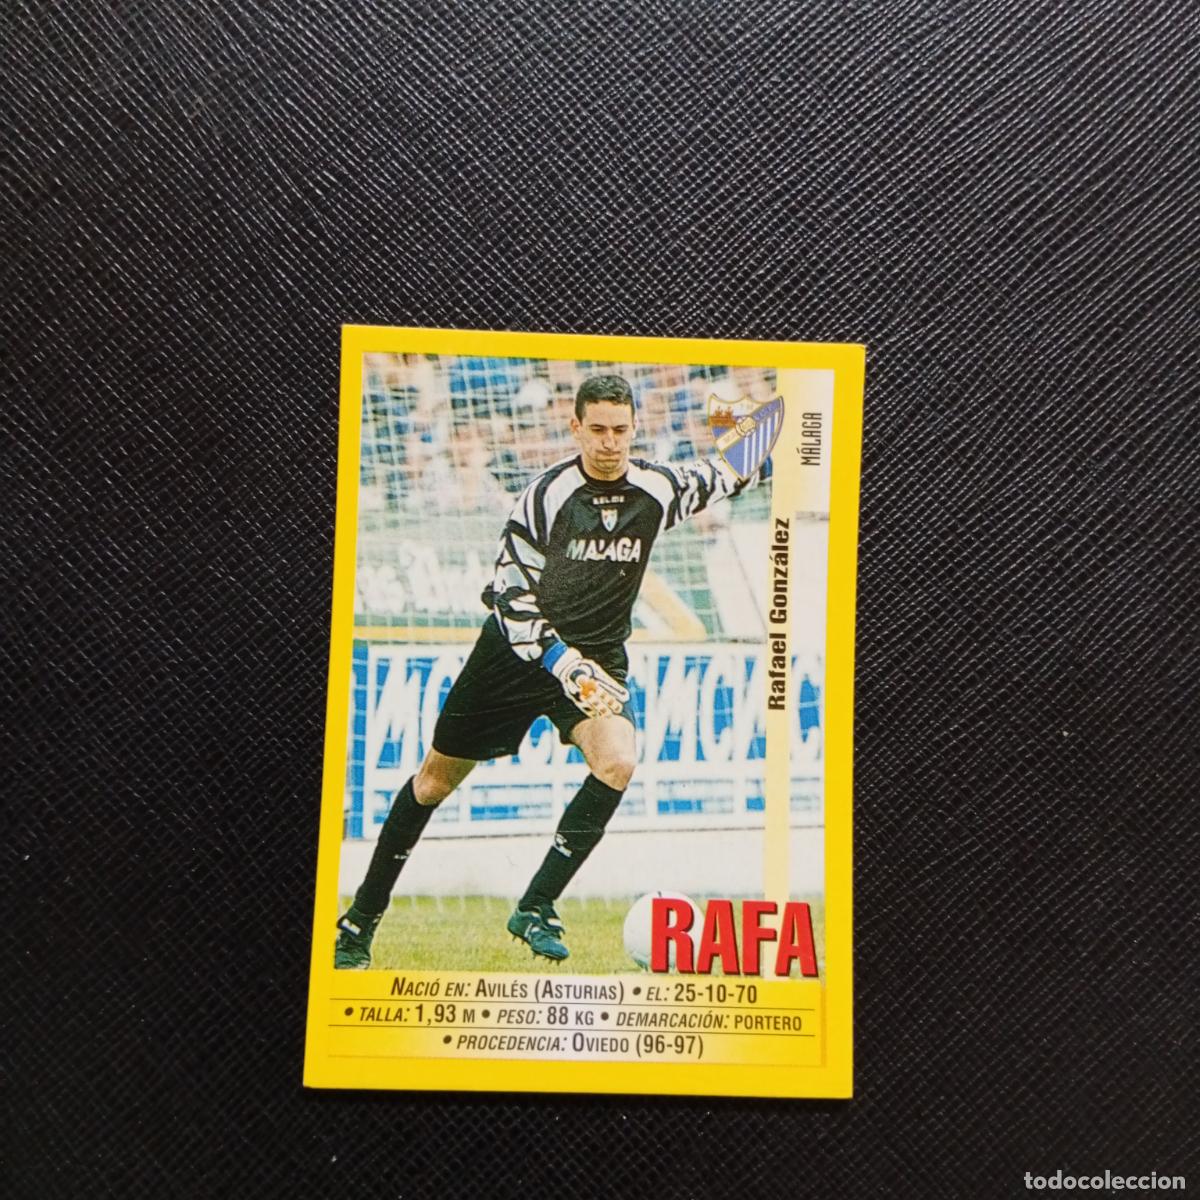 MÁLAGA
Rafael González
KELME
MALAGA
RAFA
NACIÓ EN: AVILÉS (ASTURIAS) • EL: 25-10-70
• TALLA: 1,93 M • PESO: 88 KG • DEMARCACIÓN: PORTERO
• PROCEDENCIA: OVIEDO (96-97)
todocoleccion